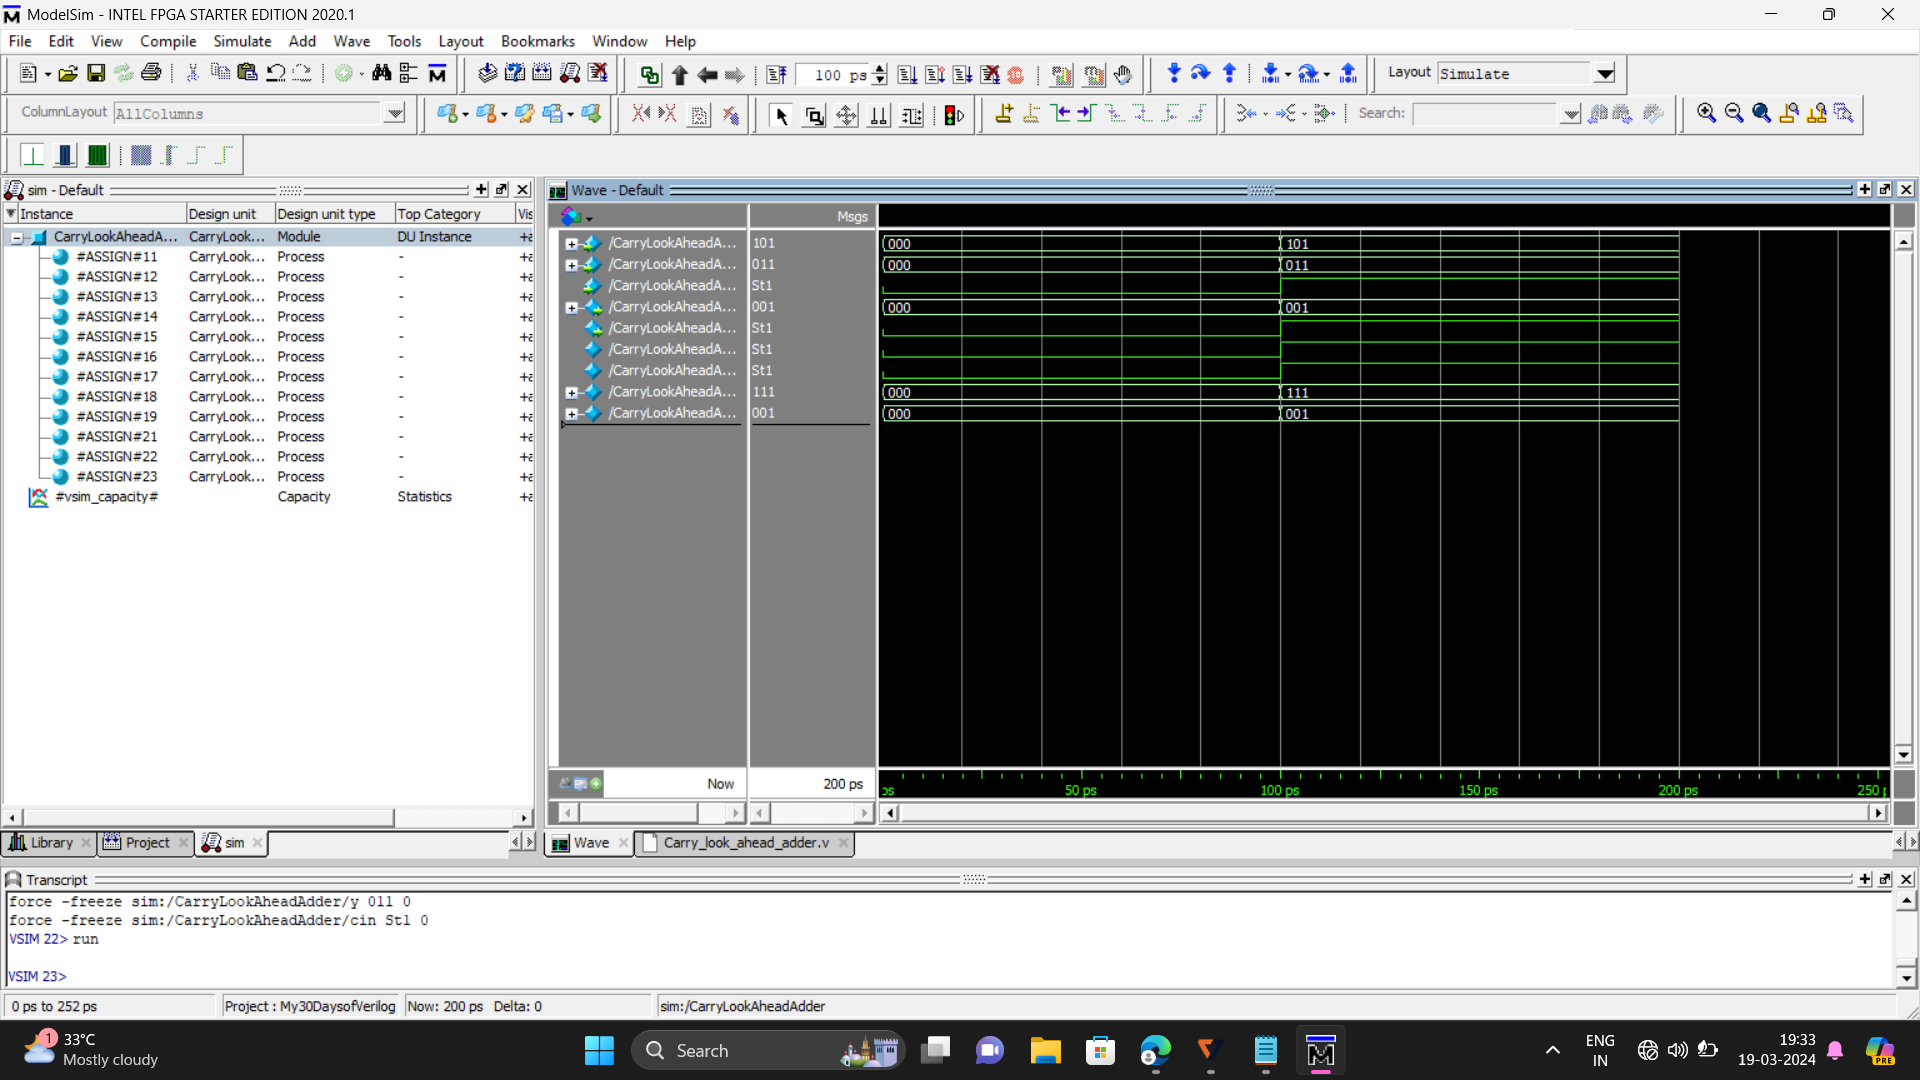 ModelSim - INTEL FPGA STARTER EDITION 2020.1
File Edit View Compile Simulate Add Wave Tools Layout Bookmarks Window Help
100 ps
Layout Simulate
ColumnLayout AllColumns
Search:
sim - Default
Instance Design unit Design unit type Top Category Vis
CarryLookAheadA... CarryLook... Module DU Instance +a
#ASSIGN#11 CarryLook... Process - +a
#ASSIGN#12 CarryLook... Process - +a
#ASSIGN#13 CarryLook... Process - +a
#ASSIGN#14 CarryLook... Process - +a
#ASSIGN#15 CarryLook... Process - +a
#ASSIGN#16 CarryLook... Process - +a
#ASSIGN#17 CarryLook... Process - +a
#ASSIGN#18 CarryLook... Process - +a
#ASSIGN#19 CarryLook... Process - +a
#ASSIGN#21 CarryLook... Process - +a
#ASSIGN#22 CarryLook... Process - +a
#ASSIGN#23 CarryLook... Process - +a
#vsim_capacity# Capacity Statistics +a
Library Project sim
Wave - Default
Msgs
/CarryLookAheadA... 101 000 101
/CarryLookAheadA... 011 000 011
/CarryLookAheadA... St1
/CarryLookAheadA... 001 000 001
/CarryLookAheadA... St1
/CarryLookAheadA... St1
/CarryLookAheadA... St1
/CarryLookAheadA... 111 000 111
/CarryLookAheadA... 001 000 001
Now 200 ps
ps 50 ps 100 ps 150 ps 200 ps 250 p
Wave Carry_look_ahead_adder.v
Transcript
force -freeze sim:/CarryLookAheadAdder/y 011 0
force -freeze sim:/CarryLookAheadAdder/cin St1 0
VSIM 22> run
VSIM 23>
0 ps to 252 ps Project : My30DaysofVerilog Now: 200 ps Delta: 0 sim:/CarryLookAheadAdder
1
33°C
Mostly cloudy
Search
ENG
IN
19:33
19-03-2024
PRE